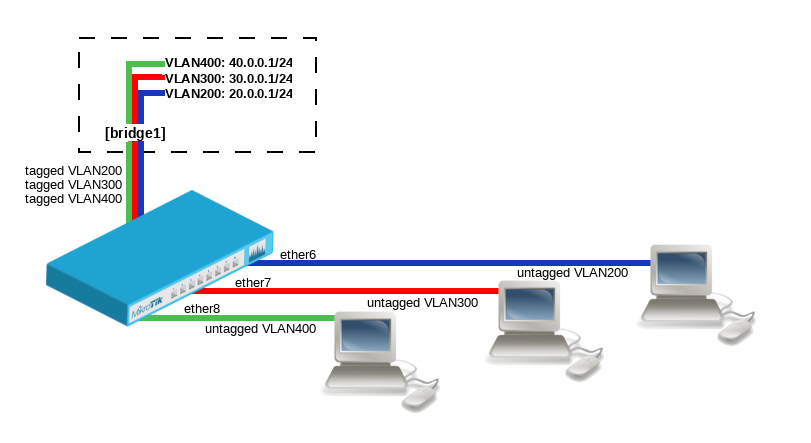 VLAN400: 40.0.0.1/24
VLAN300: 30.0.0.1/24
VLAN200: 20.0.0.1/24
[bridge1]
tagged VLAN200
tagged VLAN300
tagged VLAN400
ether6
untagged VLAN200
ether7
untagged VLAN300
ether8
untagged VLAN400
MikroTik